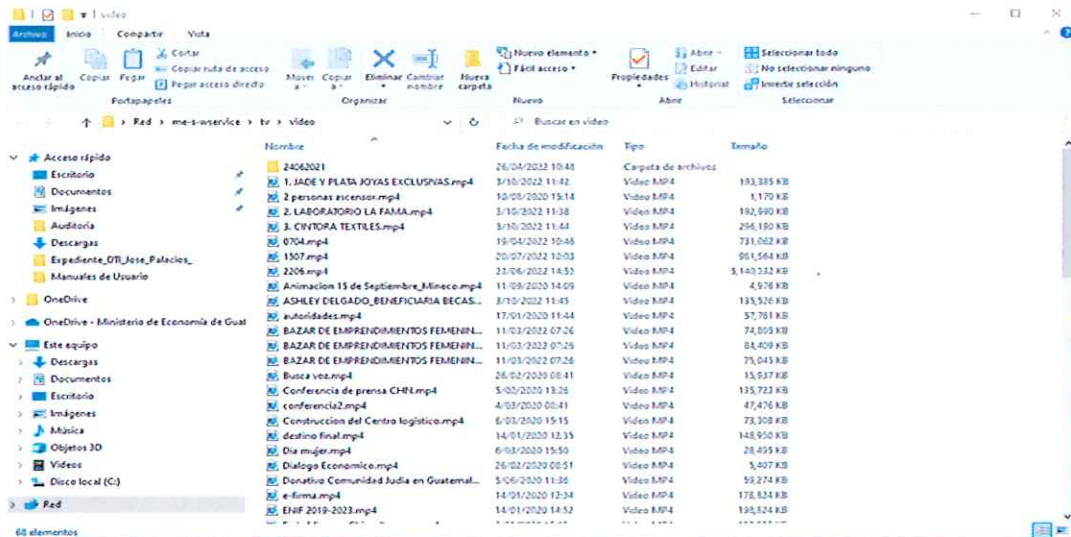 video
Archivo Inicio Compartir Vista
Anclar al acceso rápido
Copiar
Pegar
Cortar
Copiar ruta de acceso
Pegar acceso directo
Portapapeles
Mover a
Copiar a
Eliminar
Cambiar nombre
Nueva carpeta
Organizar
Nuevo elemento
Fácil acceso
Nuevo
Propiedades
Abrir
Editar
Historial
Abrir
Seleccionar todo
No seleccionar ninguno
Invertir selección
Seleccionar
Red > me-s-wservice > tv > video
Buscar en video
Acceso rápido
Escritorio
Documentos
Imágenes
Auditoria
Descargas
Expediente_DTI_Jose_Palacios_
Manuales de Usuario
OneDrive
OneDrive - Ministerio de Economía de Guat
Este equipo
Descargas
Documentos
Escritorio
Imágenes
Música
Objetos 3D
Videos
Disco local (C:)
Red
Nombre Fecha de modificación Tipo Tamaño
24062021 26/04/2022 10:48 Carpeta de archivos
1. JADE Y PLATA JOYAS EXCLUSIVAS.mp4 3/10/2022 11:42 Video MP4 193,385 KB
2 personas ascensor.mp4 10/08/2020 15:14 Video MP4 1,179 KB
2. LABORATORIO LA FAMA.mp4 3/10/2022 11:38 Video MP4 192,990 KB
3. CINTORA TEXTILES.mp4 3/10/2022 11:44 Video MP4 296,190 KB
0704.mp4 19/04/2022 10:46 Video MP4 731,062 KB
1507.mp4 20/07/2022 10:03 Video MP4 951,564 KB
2206.mp4 23/06/2022 14:52 Video MP4 5,140,332 KB
Animacion 15 de Septiembre_Mineco.mp4 11/09/2020 14:09 Video MP4 4,976 KB
ASHLEY DELGADO_BENEFICIARIA BECAS... 3/10/2022 11:45 Video MP4 135,526 KB
autoridades.mp4 17/01/2020 11:44 Video MP4 57,761 KB
BAZAR DE EMPRENDIMIENTOS FEMENIN... 11/03/2022 07:26 Video MP4 74,805 KB
BAZAR DE EMPRENDIMIENTOS FEMENIN... 11/03/2022 07:26 Video MP4 84,409 KB
BAZAR DE EMPRENDIMIENTOS FEMENIN... 11/03/2022 07:26 Video MP4 75,045 KB
Busca voz.mp4 26/02/2020 08:41 Video MP4 15,937 KB
Conferencia de prensa CHN.mp4 5/02/2020 13:26 Video MP4 135,723 KB
conferencia2.mp4 4/03/2020 08:41 Video MP4 47,476 KB
Construccion del Centro logístico.mp4 6/03/2020 15:15 Video MP4 73,308 KB
destino final.mp4 14/01/2020 12:35 Video MP4 148,950 KB
Dia mujer.mp4 6/03/2020 15:50 Video MP4 28,495 KB
Dialogo Economico.mp4 26/02/2020 08:51 Video MP4 5,407 KB
Donativo Comunidad Judia en Guatemal... 5/06/2020 11:36 Video MP4 59,274 KB
e-firma.mp4 14/01/2020 12:34 Video MP4 178,824 KB
ENIF 2019-2023.mp4 14/01/2020 14:52 Video MP4 198,824 KB
68 elementos